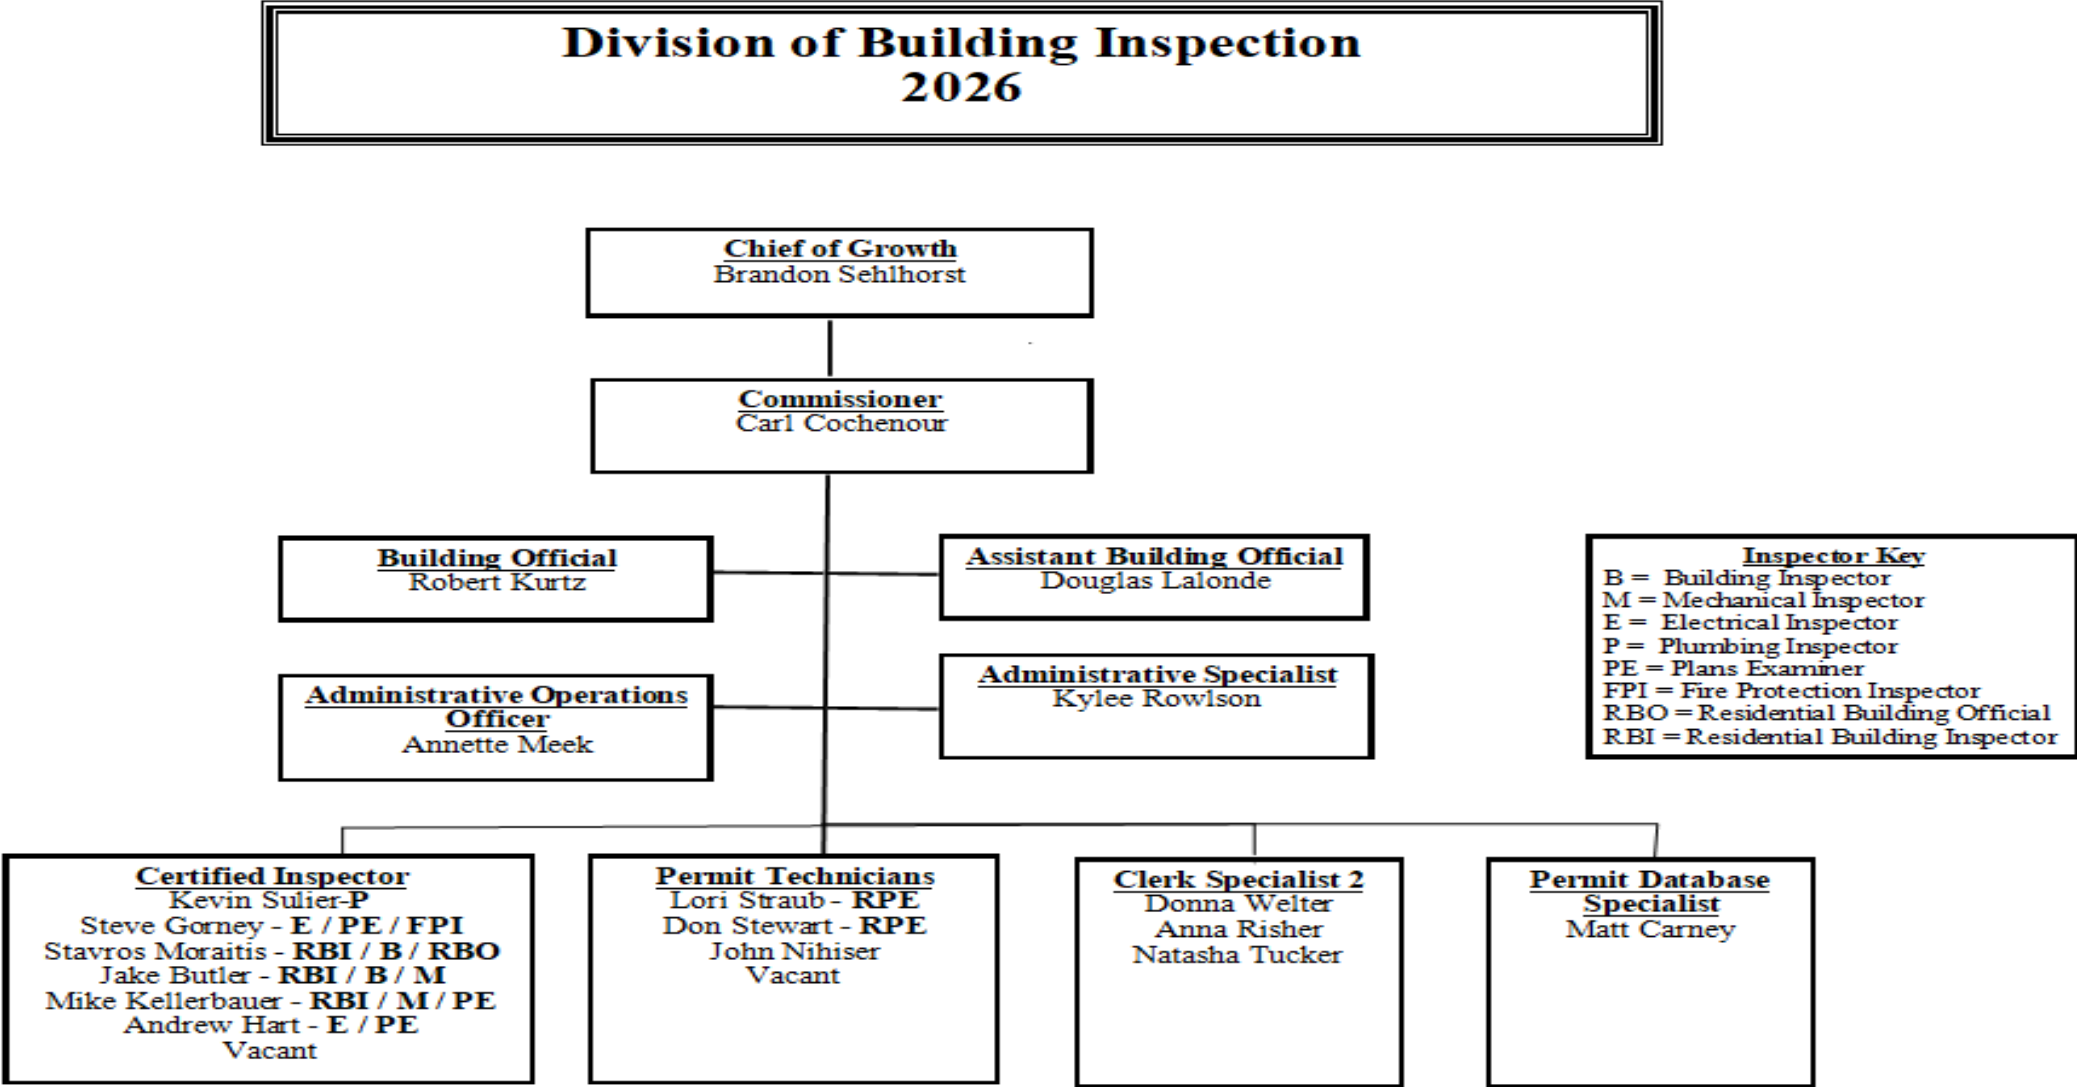 Division of Building Inspection
2026
Chief of Growth
Brandon Sehlhorst
Commissioner
Carl Cochenour
Building Official
Robert Kurtz
Assistant Building Official
Douglas Lalonde
Administrative Operations
Officer
Annette Meek
Administrative Specialist
Kylee Rowlson
Inspector Key
B = Building Inspector
M = Mechanical Inspector
E = Electrical Inspector
P = Plumbing Inspector
PE = Plans Examiner
FPI = Fire Protection Inspector
RBO = Residential Building Official
RBI = Residential Building Inspector
Certified Inspector
Kevin Sulier-P
Steve Gorney - E / PE / FPI
Stavros Moraitis - RBI / B / RBO
Jake Butler - RBI / B / M
Mike Kellerbauer - RBI / M / PE
Andrew Hart - E / PE
Vacant
Permit Technicians
Lori Straub - RPE
Don Stewart - RPE
John Nihiser
Vacant
Clerk Specialist 2
Donna Welter
Anna Risher
Natasha Tucker
Permit Database
Specialist
Matt Carney